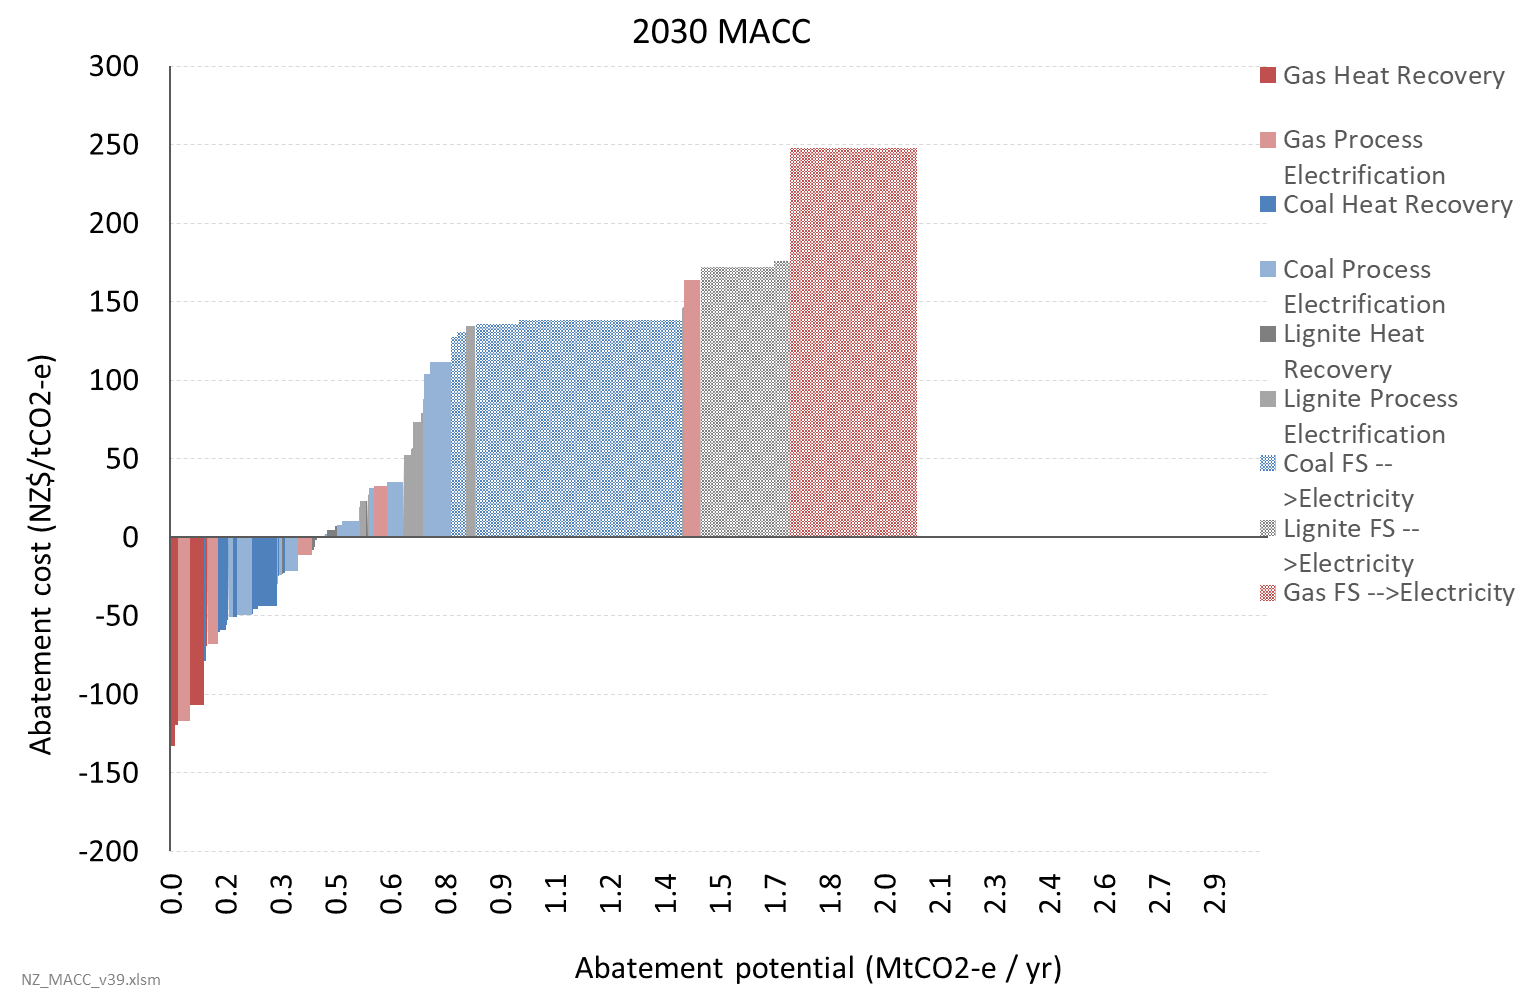 2030 MACC
300
250
200
150
100
50
0
-50
-100
-150
-200
Abatement cost (NZ$/tCO2-e)
0.0 0.2 0.3 0.5 0.6 0.8 0.9 1.1 1.2 1.4 1.5 1.7 1.8 2.0 2.1 2.3 2.4 2.6 2.7 2.9
Abatement potential (MtCO2-e / yr)
Gas Heat Recovery
Gas Process
Electrification
Coal Heat Recovery
Coal Process
Electrification
Lignite Heat
Recovery
Lignite Process
Electrification
Coal FS --
>Electricity
Lignite FS --
>Electricity
Gas FS -->Electricity
NZ_MACC_v39.xlsm